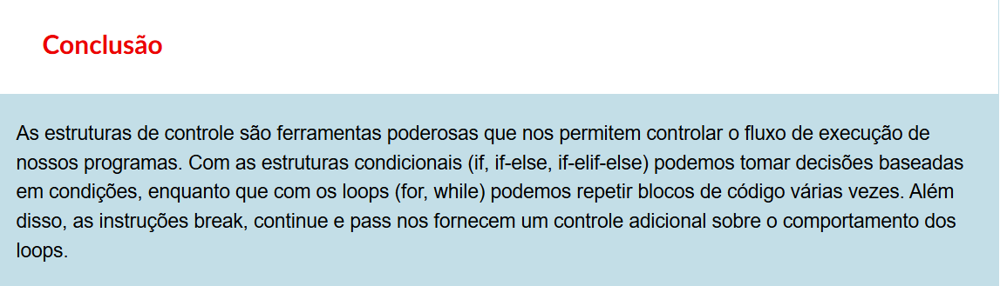 Conclusão
As estruturas de controle são ferramentas poderosas que nos permitem controlar o fluxo de execução de
nossos programas. Com as estruturas condicionais (if, if-else, if-elif-else) podemos tomar decisões baseadas
em condições, enquanto que com os loops (for, while) podemos repetir blocos de código várias vezes. Além
disso, as instruções break, continue e pass nos fornecem um controle adicional sobre o comportamento dos
loops.